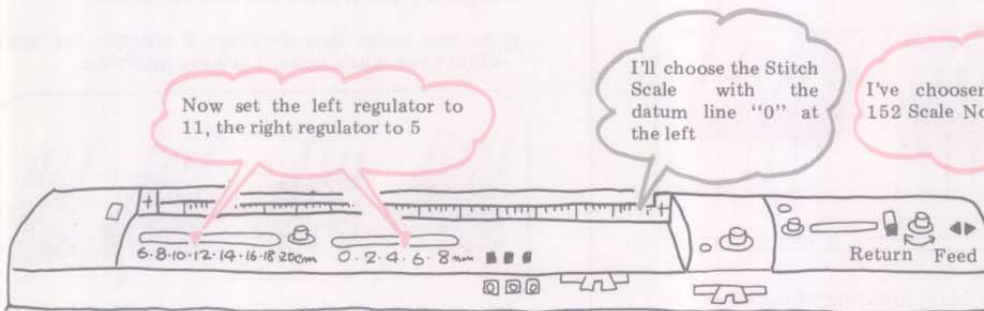 Now set the left regulator to
11, the right regulator to 5
I'll choose the Stitch
Scale with the
datum line "0" at
the left
I've choosen
152 Scale No
6·8·10·12·14·16·18·20cm
0·2·4·6·8mm
Return Feed